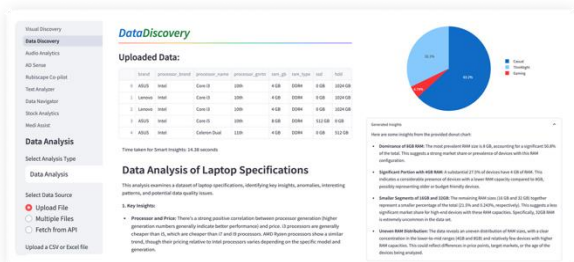 Visual Discovery
Data Discovery
Audio Analytics
AD Sense
Rubiscape Co-pilot
Text Analyzer
Data Navigator
Stock Analytics
Medi Assist
Data Analysis
Select Analysis Type
Data Analysis
Select Data Source
Upload File
Multiple Files
Fetch from API
Upload a CSV or Excel file
DataDiscovery
Uploaded Data:
brand processor_brand processor_name processor_gnrtn ram_gb ram_type ssd hdd
0 ASUS Intel Core i3 10th 4 GB DDR4 0 GB 1024 GB
1 Lenovo Intel Core i3 10th 4 GB DDR4 0 GB 1024 GB
2 Lenovo Intel Core i3 10th 4 GB DDR4 0 GB 1024 GB
3 ASUS Intel Core i5 10th 8 GB DDR4 512 GB 0 GB
4 ASUS Intel Celeron Dual 11th 4 GB DDR4 0 GB 512 GB
Time taken for Smart Insights: 14.38 seconds
Data Analysis of Laptop Specifications
This analysis examines a dataset of laptop specifications, identifying key insights, anomalies, interesting
patterns, and potential data quality issues.
1. Key Insights:
• Processor and Price: There's a strong positive correlation between processor generation (higher
generation numbers generally indicate better performance) and price. i3 processors are generally
cheaper than i5, which are cheaper than i7 and i9 processors. AMD Ryzen processors show a similar
trend, though their pricing relative to Intel processors varies depending on the specific model and
generation.
Casual
ThinNlight
Gaming
Generated Insights
Here are some insights from the provided donut chart:
• Dominance of 8GB RAM: The most prevalent RAM size is 8 GB, accounting for a significant
of the total. This suggests a strong market share or prevalence of devices with this RAM
configuration.
• Significant Portion with 4GB RAM: A substantial 27.5% of devices have 4 GB of RAM. This
indicates a considerable presence of devices with a lower RAM capacity compared to 8GB,
possibly representing older or budget-friendly devices.
• Smaller Segments of 16GB and 32GB: The remaining RAM sizes (16 GB and 32 GB) together
represent a smaller percentage of the total respectively). This suggests a less
significant market share for high-end devices with these RAM capacities. Specifically, 32GB RAM
is extremely uncommon in the data set.
• Uneven RAM Distribution: The data reveals an uneven distribution of RAM sizes, with a clear
concentration in the lower-to-mid ranges (4GB and 8GB) and relatively few devices with higher
RAM capacities. This could reflect differences in price points, target markets, or the age of the
devices being analyzed.